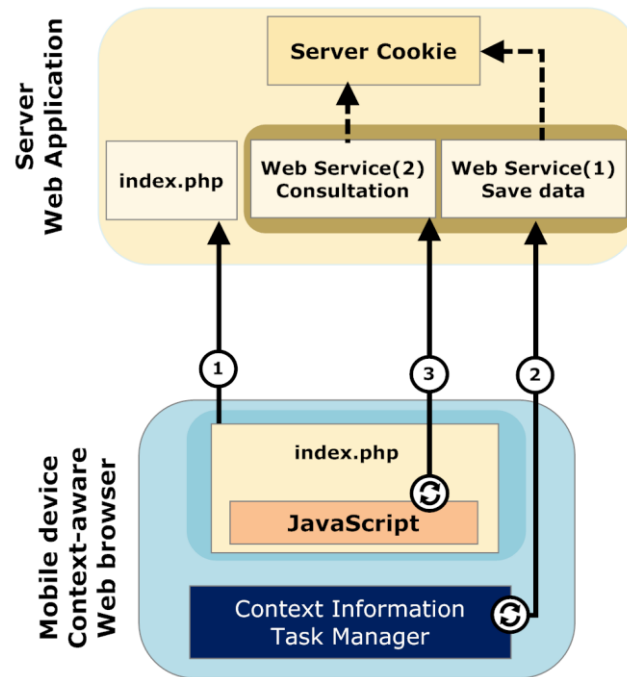 Server
Web Application
Server Cookie
index.php
Web Service(2)
Consultation
Web Service(1)
Save data
1
3
2
Mobile device
Context-aware
Web browser
index.php
JavaScript
Context Information
Task Manager